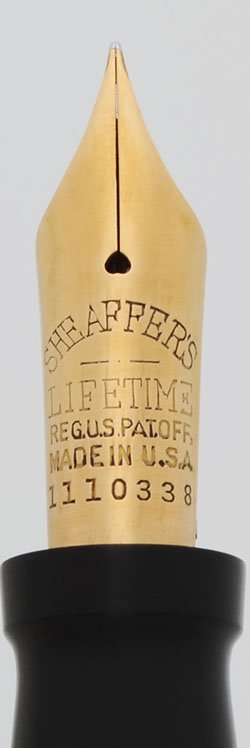 SHEAFFER'S
LIFETIME
H
REG.U.S.PAT.OFF.
MADE IN U.S.A
1110338